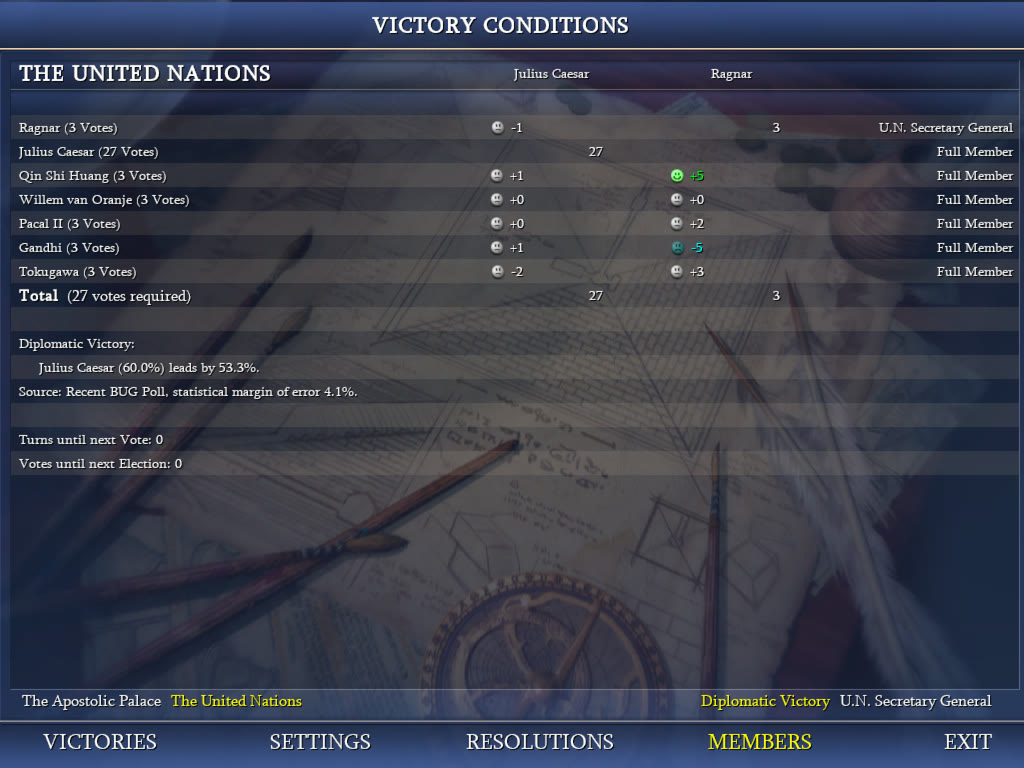 VICTORY CONDITIONS
THE UNITED NATIONS Julius Caesar Ragnar
Ragnar (3 Votes) -1 3 U.N. Secretary General
Julius Caesar (27 Votes) 27 Full Member
Qin Shi Huang (3 Votes) +1 +5 Full Member
Willem van Oranje (3 Votes) +0 +0 Full Member
Pacal II (3 Votes) +0 +2 Full Member
Gandhi (3 Votes) +1 -5 Full Member
Tokugawa (3 Votes) -2 +3 Full Member
Total (27 votes required) 27 3
Diplomatic Victory:
Julius Caesar (60.0%) leads by 53.3%.
Source: Recent BUG Poll, statistical margin of error 4.1%.
Turns until next Vote: 0
Votes until next Election: 0
The Apostolic Palace The United Nations Diplomatic Victory U.N. Secretary General
VICTORIES SETTINGS RESOLUTIONS MEMBERS EXIT